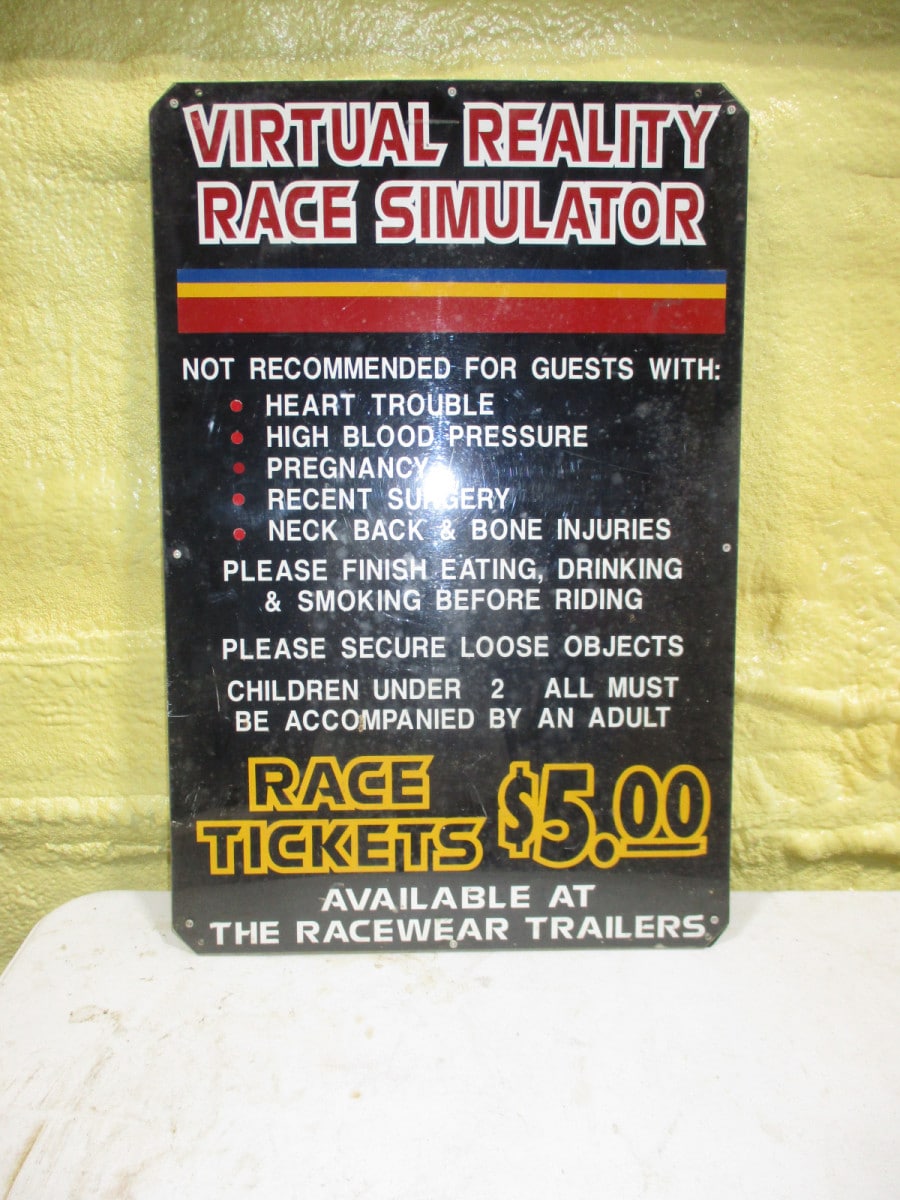 VIRTUAL REALITY
RACE SIMULATOR
NOT RECOMMENDED FOR GUESTS WITH:
• HEART TROUBLE
• HIGH BLOOD PRESSURE
• PREGNANCY
• RECENT SURGERY
• NECK BACK & BONE INJURIES
PLEASE FINISH EATING, DRINKING
& SMOKING BEFORE RIDING
PLEASE SECURE LOOSE OBJECTS
CHILDREN UNDER 2 ALL MUST
BE ACCOMPANIED BY AN ADULT
RACE
TICKETS $5.00
AVAILABLE AT
THE RACEWEAR TRAILERS